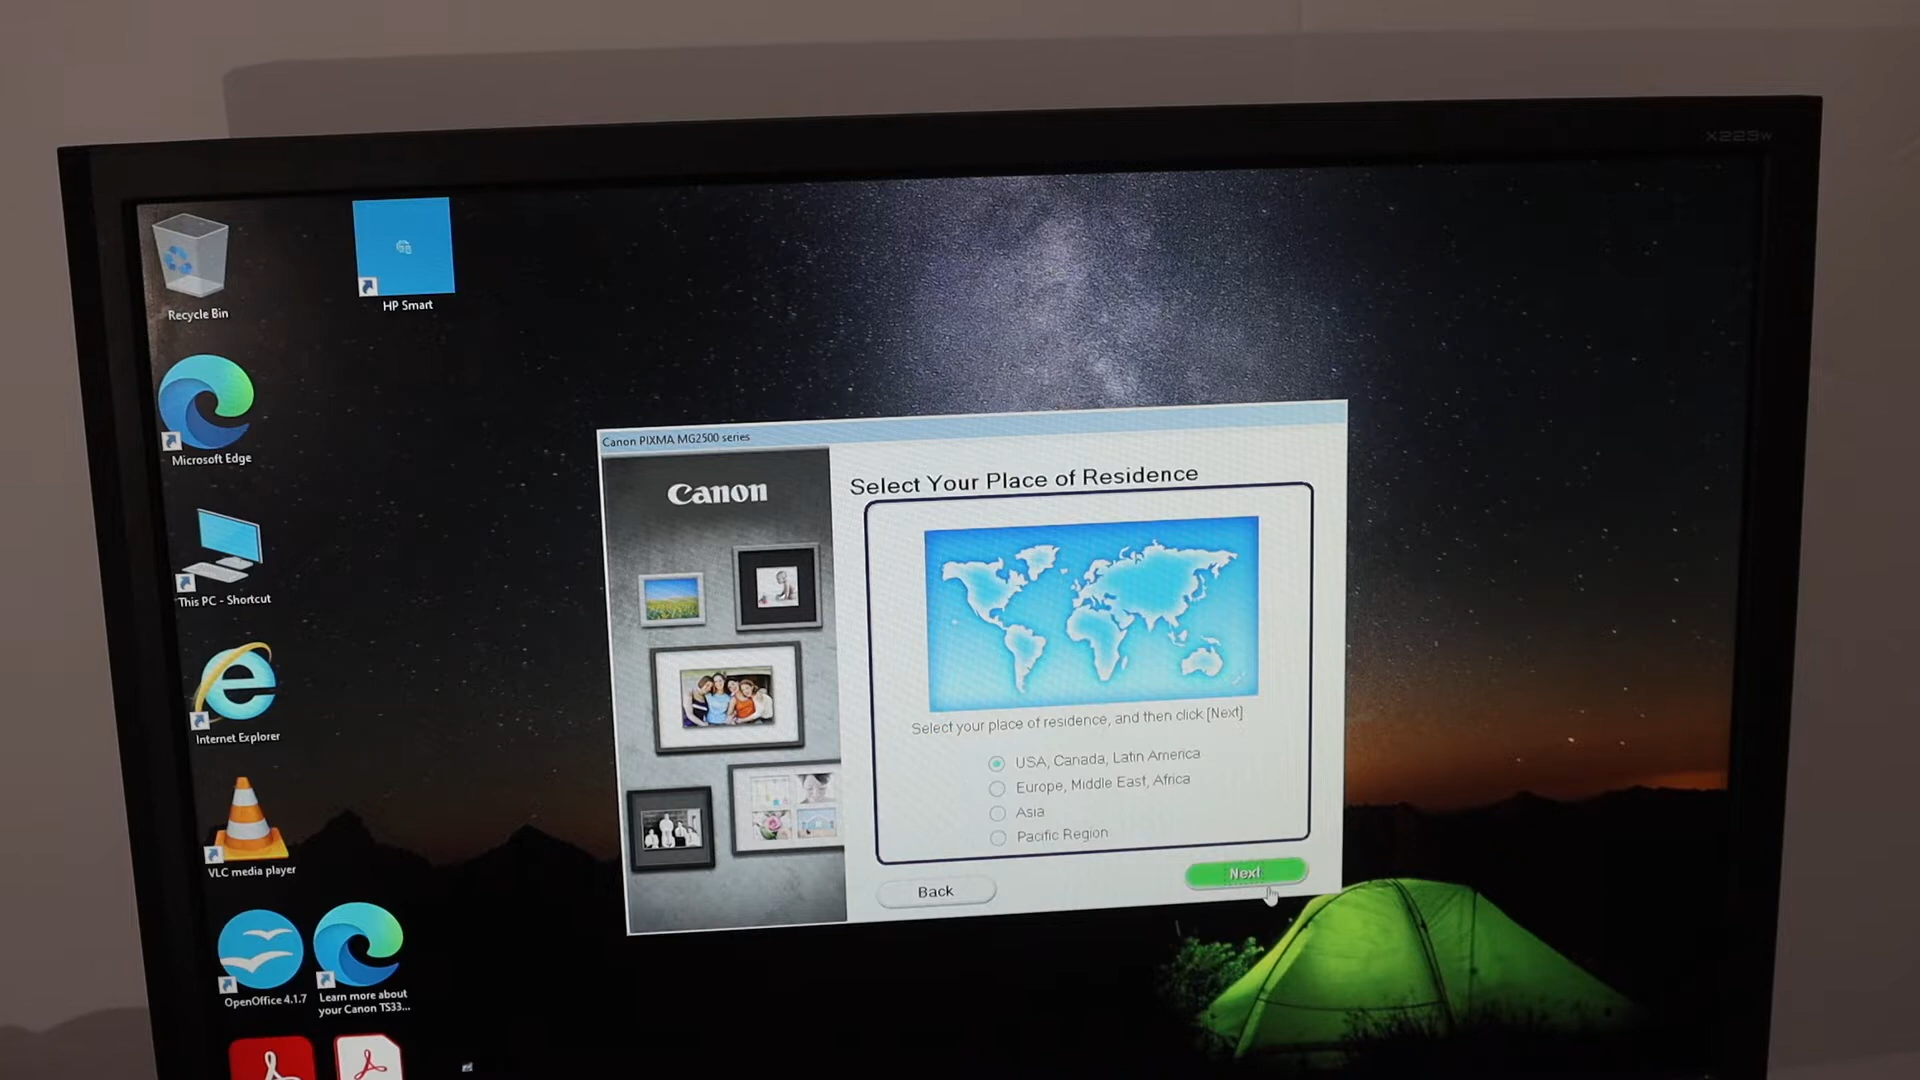 X223w
Recycle Bin
HP Smart
Microsoft Edge
This PC - Shortcut
Internet Explorer
VLC media player
OpenOffice 4.1.7
Learn more about
your Canon TS33...
Canon PIXMA MG2500 series
Canon
Select Your Place of Residence
Select your place of residence, and then click [Next]
USA, Canada, Latin America
Europe, Middle East, Africa
Asia
Pacific Region
Back
Next